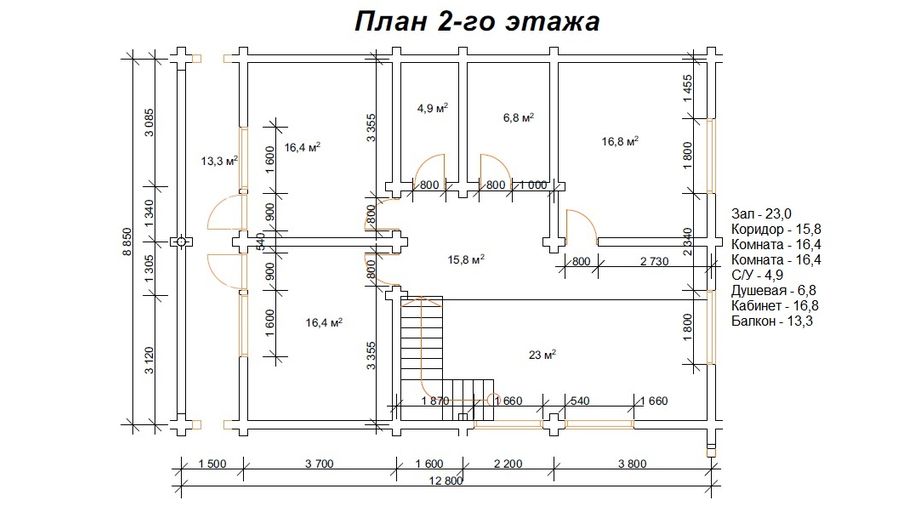 План 2-го этажа
4,9 м²
6,8 м²
16,8 м²
16,4 м²
13,3 м²
15,8 м²
16,4 м²
23 м²
3 085
1 340
8 850
1 305
3 120
1 600
900
540
900
1 600
3 355
800
800
3 355
800
800
1 000
1 455
1 800
2 340
800
2 730
1 800
1 870
1 660
540
1 660
1 500
3 700
1 600
2 200
3 800
12 800
Зал - 23,0
Коридор - 15,8
Комната - 16,4
Комната - 16,4
С/У - 4,9
Душевая - 6,8
Кабинет - 16,8
Балкон - 13,3